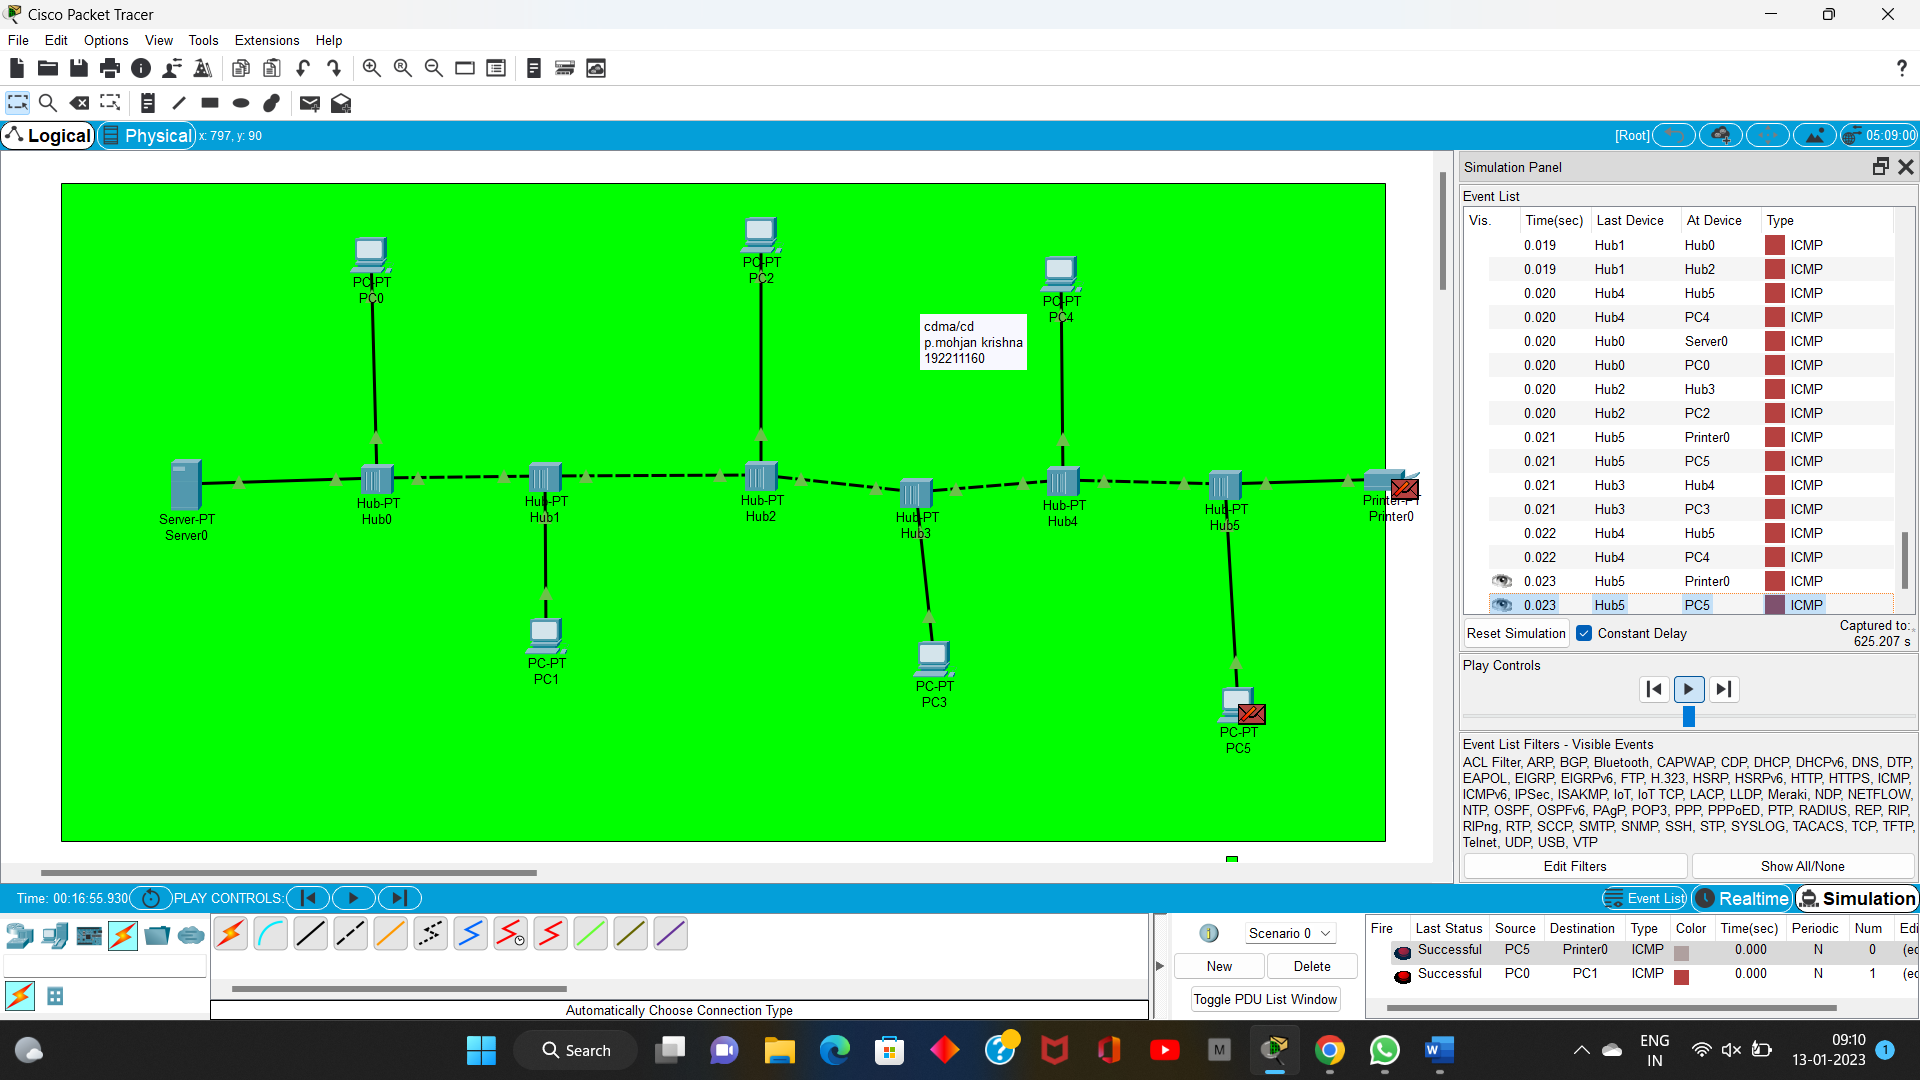 Cisco Packet Tracer
File Edit Options View Tools Extensions Help
Logical Physical x: 797, y: 90 [Root] 05:09:00
PC-PT
PC0
PC-PT
PC2
PC-PT
PC4
cdma/cd
p.mohjan krishna
192211160
Server-PT
Server0
Hub-PT
Hub0
Hub-PT
Hub1
Hub-PT
Hub2
Hub-PT
Hub3
Hub-PT
Hub4
Hub-PT
Hub5
Printer-PT
Printer0
PC-PT
PC1
PC-PT
PC3
PC-PT
PC5
Simulation Panel
Event List
Vis. Time(sec) Last Device At Device Type
0.019 Hub1 Hub0 ICMP
0.019 Hub1 Hub2 ICMP
0.020 Hub4 Hub5 ICMP
0.020 Hub4 PC4 ICMP
0.020 Hub0 Server0 ICMP
0.020 Hub0 PC0 ICMP
0.020 Hub2 Hub3 ICMP
0.020 Hub2 PC2 ICMP
0.021 Hub5 Printer0 ICMP
0.021 Hub5 PC5 ICMP
0.021 Hub3 Hub4 ICMP
0.021 Hub3 PC3 ICMP
0.022 Hub4 Hub5 ICMP
0.022 Hub4 PC4 ICMP
0.023 Hub5 Printer0 ICMP
0.023 Hub5 PC5 ICMP
Reset Simulation Constant Delay Captured to:
625.207 s
Play Controls
Event List Filters - Visible Events
ACL Filter, ARP, BGP, Bluetooth, CAPWAP, CDP, DHCP, DHCPv6, DNS, DTP,
EAPOL, EIGRP, EIGRPv6, FTP, H.323, HSRP, HSRPv6, HTTP, HTTPS, ICMP,
ICMPv6, IPSec, ISAKMP, IoT, IoT TCP, LACP, LLDP, Meraki, NDP, NETFLOW,
NTP, OSPF, OSPFv6, PAgP, POP3, PPP, PPPoED, PTP, RADIUS, REP, RIP,
RIPng, RTP, SCCP, SMTP, SNMP, SSH, STP, SYSLOG, TACACS, TCP, TFTP,
Telnet, UDP, USB, VTP
Edit Filters Show All/None
Time: 00:16:55.930 PLAY CONTROLS: Event List Realtime Simulation
Scenario 0
New Delete
Toggle PDU List Window
Automatically Choose Connection Type
Fire Last Status Source Destination Type Color Time(sec) Periodic Num Edi
Successful PC5 Printer0 ICMP 0.000 N 0 (ec
Successful PC0 PC1 ICMP 0.000 N 1 (ec
Search
M
ENG
IN
09:10
13-01-2023
1